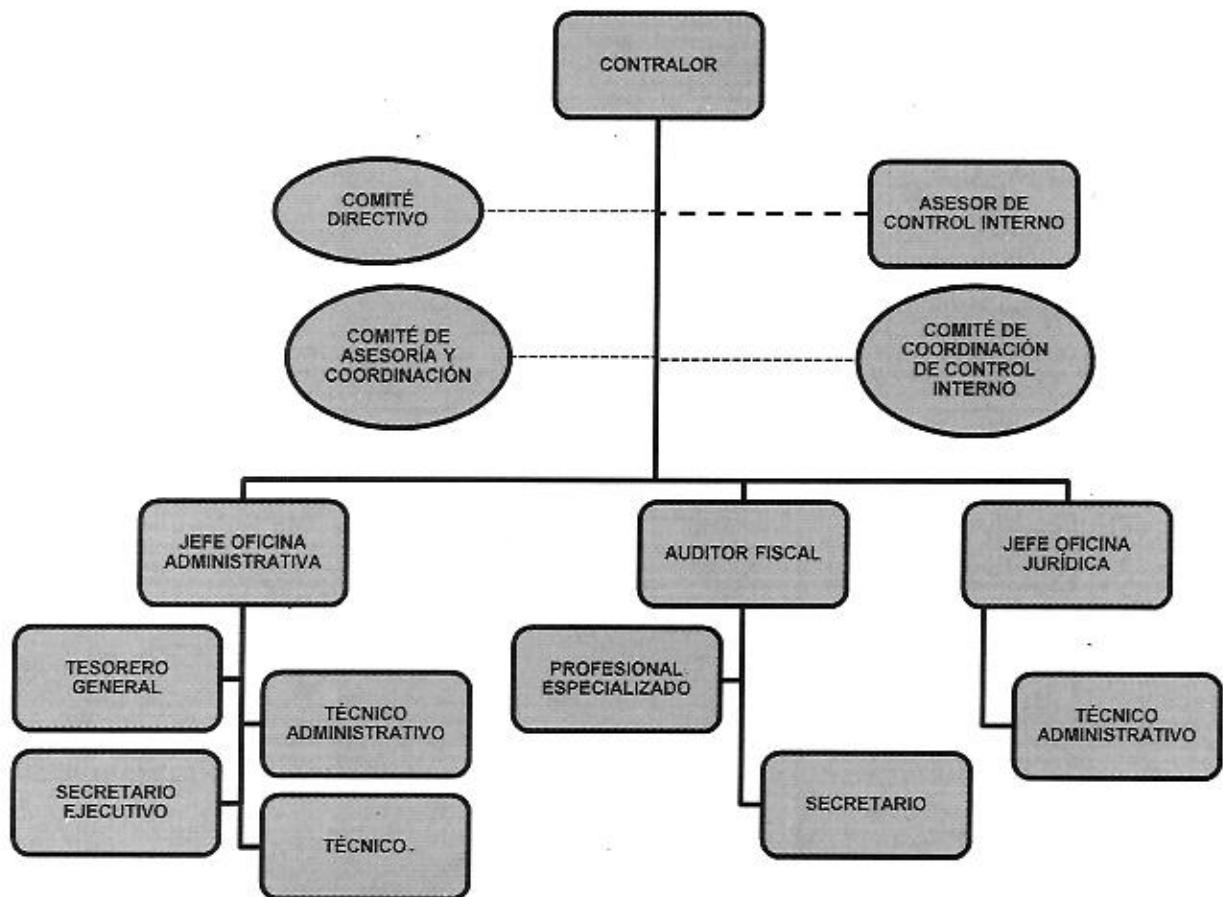 CONTRALOR
COMITÉ
DIRECTIVO
ASESOR DE
CONTROL INTERNO
COMITÉ DE
ASESORÍA Y
COORDINACIÓN
COMITÉ DE
COORDINACIÓN
DE CONTROL
INTERNO
JEFE OFICINA
ADMINISTRATIVA
AUDITOR FISCAL
JEFE OFICINA
JURÍDICA
TESORERO
GENERAL
TÉCNICO
ADMINISTRATIVO
SECRETARIO
EJECUTIVO
TÉCNICO
PROFESIONAL
ESPECIALIZADO
SECRETARIO
TÉCNICO
ADMINISTRATIVO